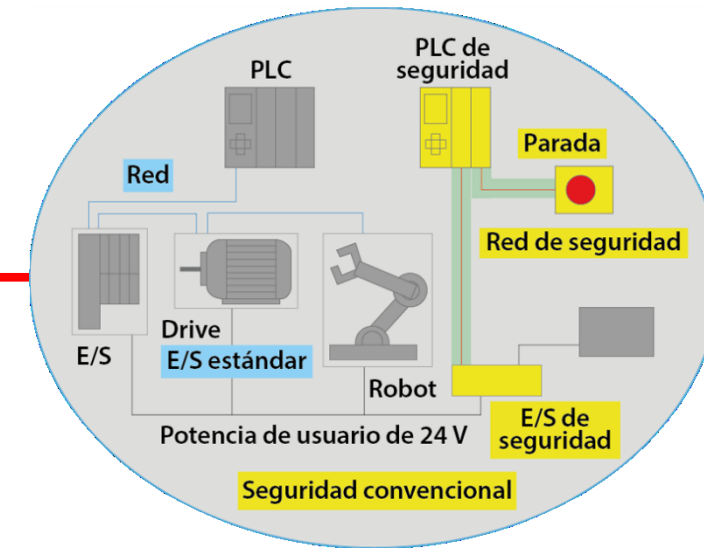 PLC
PLC de
seguridad
Parada
Red
Red de seguridad
Drive
E/S
E/S estándar
Robot
E/S de
seguridad
Potencia de usuario de 24 V
Seguridad convencional